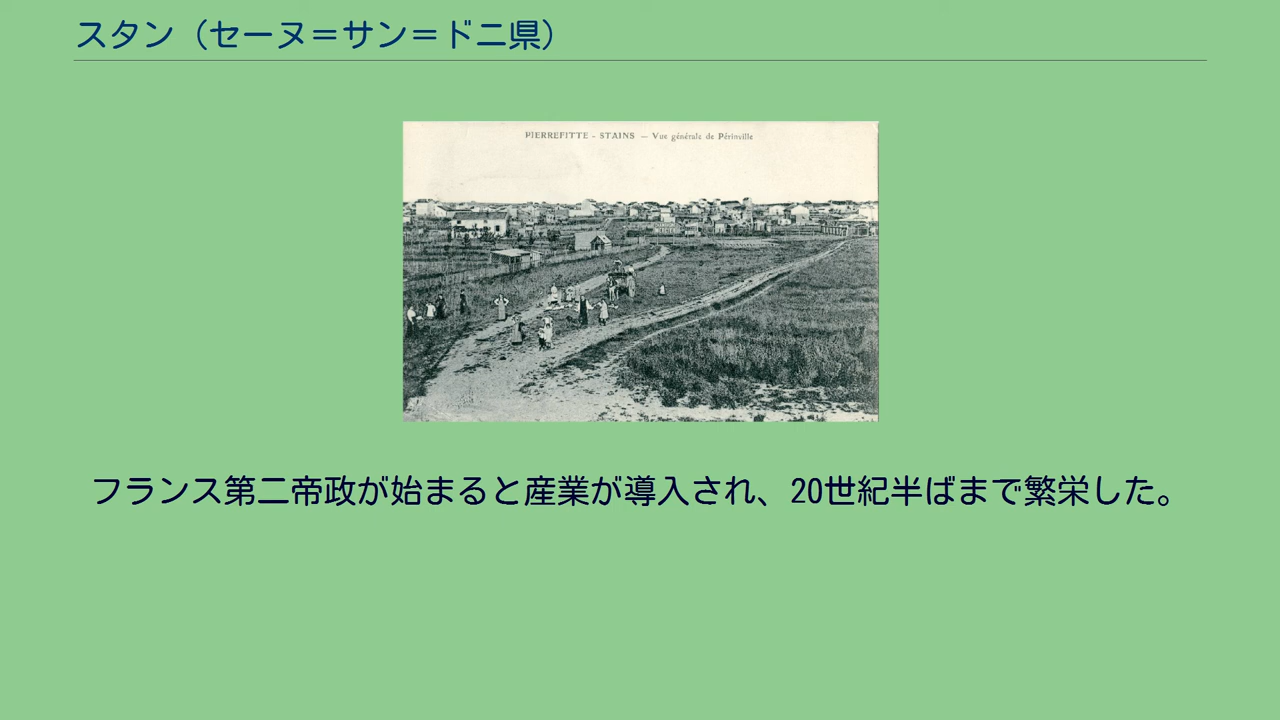 スタン（セーヌ＝サン＝ドニ県）
PIERREFITTE - STAINS — Vue générale de Périnville
フランス第二帝政が始まると産業が導入され、20世紀半ばまで繁栄した。